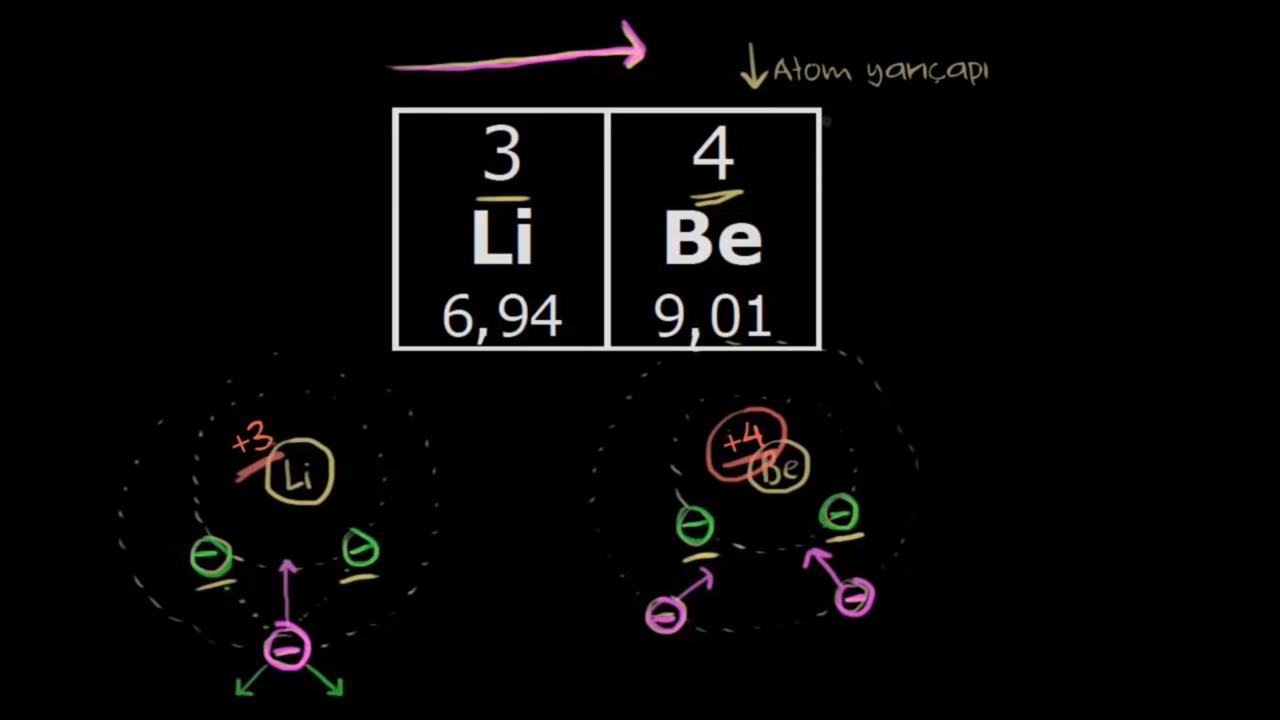 ↓ Atom yarıçapı
3 4
Li Be
6,94 9,01
+3 +4
Li Be
− − − −
− − −